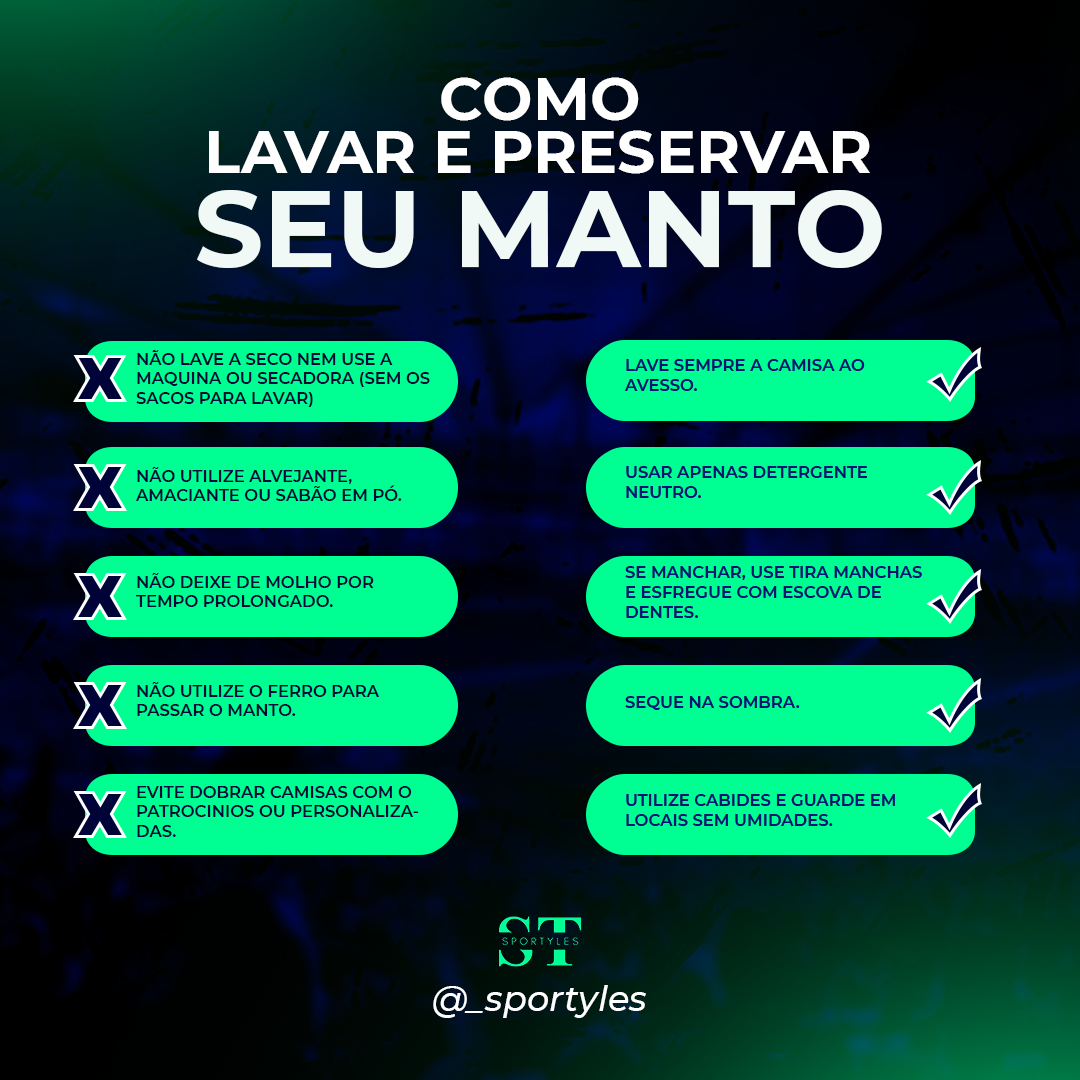 COMO
LAVAR E PRESERVAR
SEU MANTO
X
NÃO LAVE A SECO NEM USE A
MAQUINA OU SECADORA (SEM OS
SACOS PARA LAVAR)
LAVE SEMPRE A CAMISA AO
AVESSO.
X
NÃO UTILIZE ALVEJANTE,
AMACIANTE OU SABÃO EM PÓ.
USAR APENAS DETERGENTE
NEUTRO.
X
NÃO DEIXE DE MOLHO POR
TEMPO PROLONGADO.
SE MANCHAR, USE TIRA MANCHAS
E ESFREGUE COM ESCOVA DE
DENTES.
X
NÃO UTILIZE O FERRO PARA
PASSAR O MANTO.
SEQUE NA SOMBRA.
X
EVITE DOBRAR CAMISAS COM O
PATROCINIOS OU PERSONALIZA-
DAS.
UTILIZE CABIDES E GUARDE EM
LOCAIS SEM UMIDADES.
ST
SPORTYLES
@_sportyles